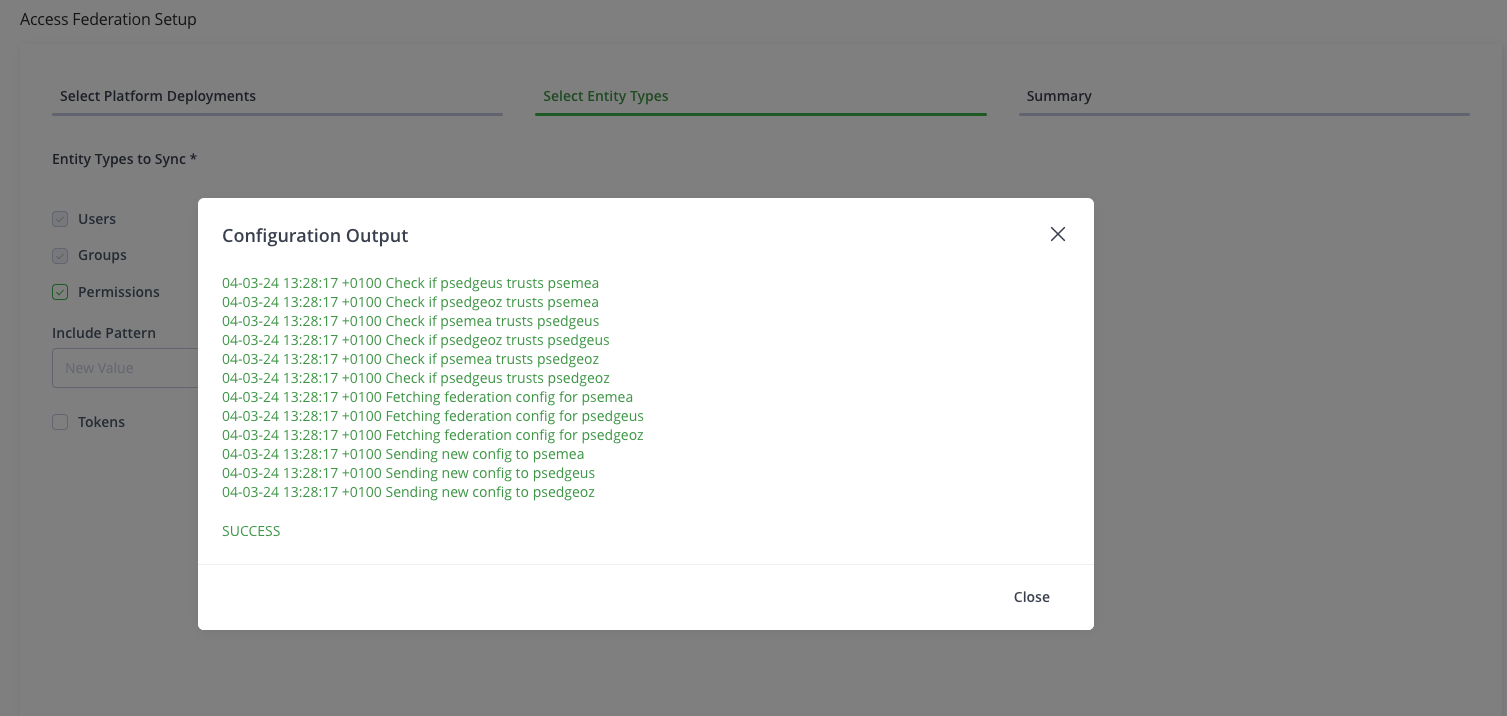 Access Federation Setup
Select Platform Deployments
Select Entity Types
Summary
Entity Types to Sync *
Users
Groups
Permissions
Include Pattern
New Value
Tokens
Configuration Output
04-03-24 13:28:17 +0100 Check if psedgeus trusts psemea
04-03-24 13:28:17 +0100 Check if psedgeoz trusts psemea
04-03-24 13:28:17 +0100 Check if psemea trusts psedgeus
04-03-24 13:28:17 +0100 Check if psedgeoz trusts psedgeus
04-03-24 13:28:17 +0100 Check if psemea trusts psedgeoz
04-03-24 13:28:17 +0100 Check if psedgeus trusts psedgeoz
04-03-24 13:28:17 +0100 Fetching federation config for psemea
04-03-24 13:28:17 +0100 Fetching federation config for psedgeus
04-03-24 13:28:17 +0100 Fetching federation config for psedgeoz
04-03-24 13:28:17 +0100 Sending new config to psemea
04-03-24 13:28:17 +0100 Sending new config to psedgeus
04-03-24 13:28:17 +0100 Sending new config to psedgeoz
SUCCESS
Close